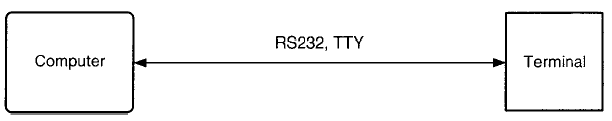 RS232, TTY
Computer
Terminal